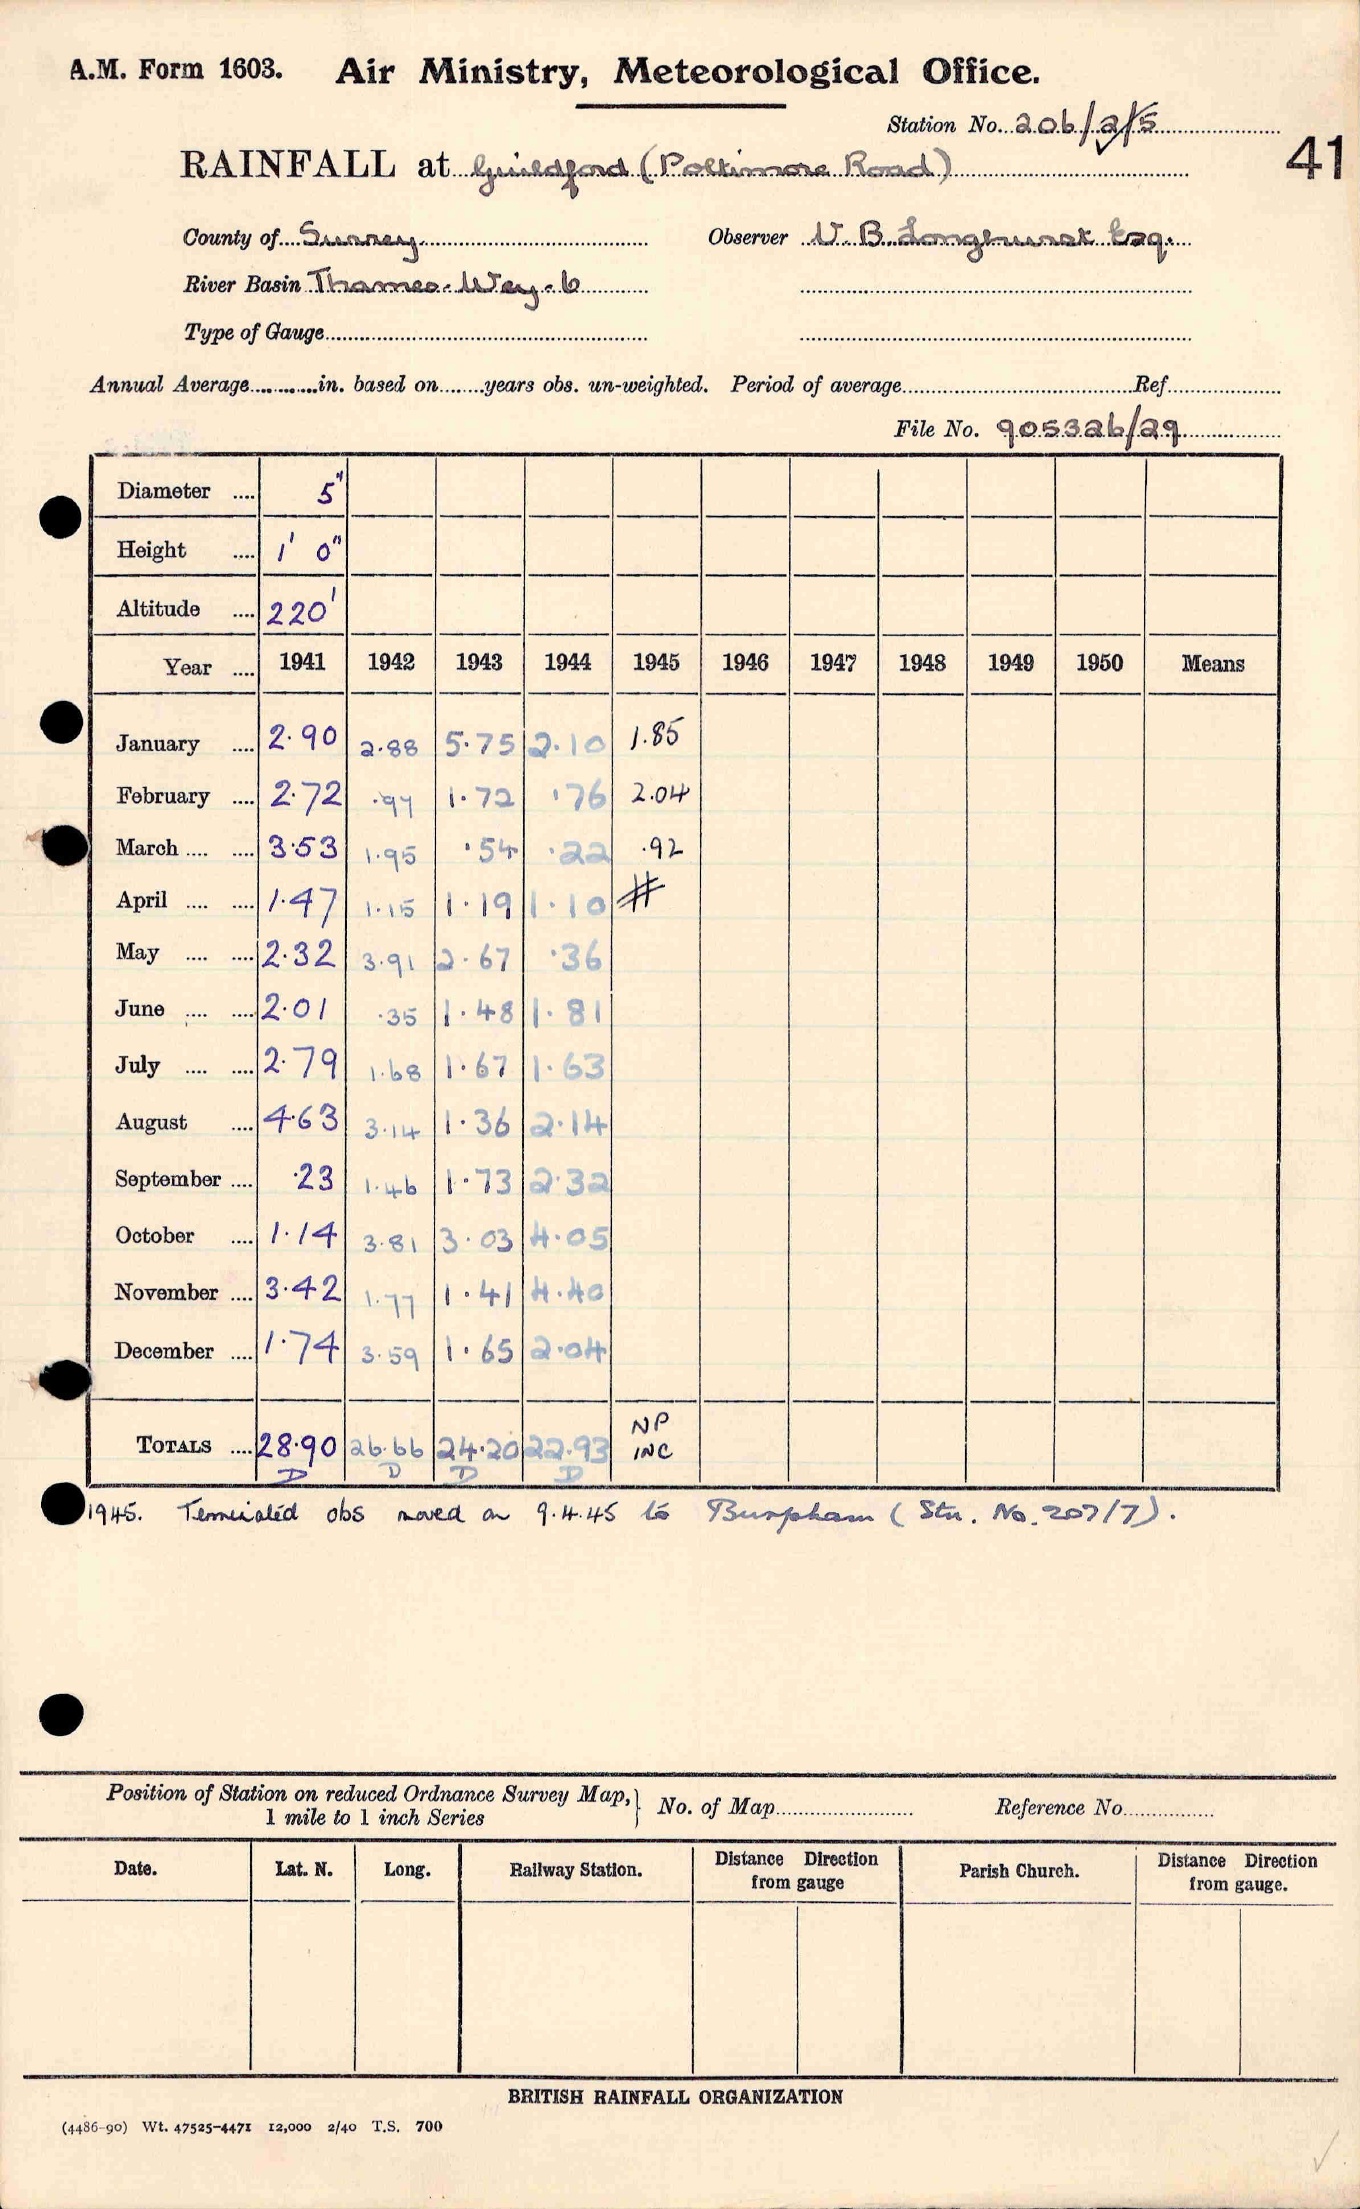 A.M. Form 1603. Air Ministry, Meteorological Office.
Station No. 206/2/5
41
RAINFALL at Guildford (Poltimore Road)
County of Surrey Observer V. B. Longhurst Esq.
River Basin Thames-Wey-6
Type of Gauge
Annual Average in. based on years obs. un-weighted. Period of average Ref.
File No. 905326/29
Diameter 5"
Height 1' 0"
Altitude 220'
Year 1941 1942 1943 1944 1945 1946 1947 1948 1949 1950 Means
January 2.90 2.88 5.75 2.10 1.85
February 2.72 .97 1.72 .76 2.04
March 3.53 1.95 .54 .22 .92
April 1.47 1.15 1.19 1.10 #
May 2.32 3.91 2.67 .36
June 2.01 .35 1.48 1.81
July 2.79 1.68 1.67 1.63
August 4.63 3.14 1.36 2.14
September .23 1.46 1.73 2.32
October 1.14 3.81 3.03 4.05
November 3.42 1.77 1.41 4.40
December 1.74 3.59 1.65 2.04
TOTALS 28.90 26.66 24.20 22.93 NP INC
D D D D
1945. obs moved on 9.4.45 to Burpham (Stn. No. 207/7).
Position of Station on reduced Ordnance Survey Map, 1 mile to 1 inch Series No. of Map Reference No.
Date. Lat. N. Long. Railway Station. Distance Direction from gauge Parish Church. Distance Direction from gauge.
BRITISH RAINFALL ORGANIZATION
(4486-90) Wt. 47525-4471 12,000 2/40 T.S. 700